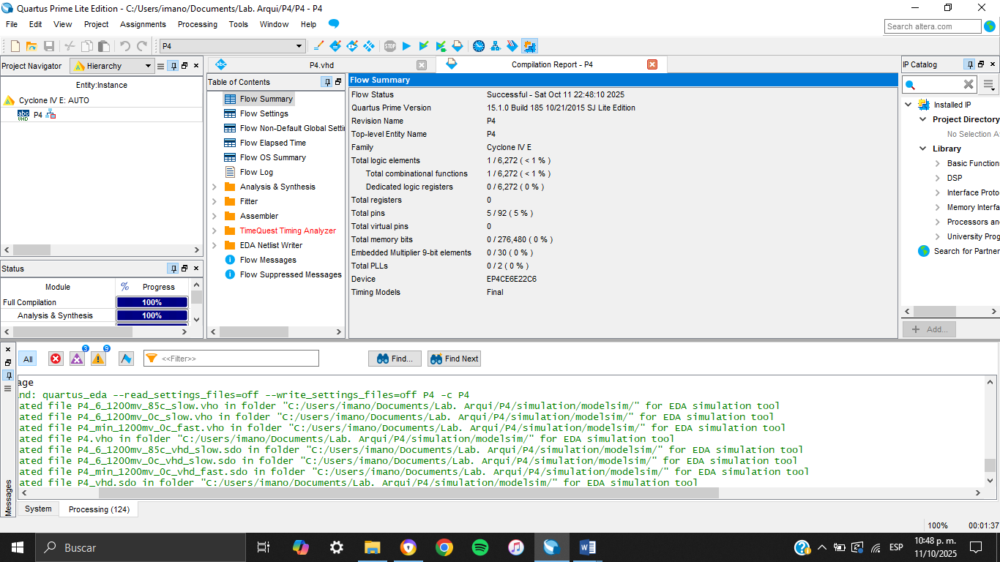 Quartus Prime Lite Edition - C:/Users/imano/Documents/Lab. Arqui/P4/P4 - P4
File Edit View Project Assignments Processing Tools Window Help
Search altera.com
P4
Project Navigator
Hierarchy
Entity:Instance
Cyclone IV E: AUTO
abc VHD P4
Status
Module % Progress
Full Compilation 100%
Analysis & Synthesis 100%
P4.vhd
Compilation Report - P4
Table of Contents
Flow Summary
Flow Settings
Flow Non-Default Global Setti
Flow Elapsed Time
Flow OS Summary
Flow Log
Analysis & Synthesis
Fitter
Assembler
TimeQuest Timing Analyzer
EDA Netlist Writer
Flow Messages
Flow Suppressed Messages
Flow Summary
Flow Status Successful - Sat Oct 11 22:48:10 2025
Quartus Prime Version 15.1.0 Build 185 10/21/2015 SJ Lite Edition
Revision Name P4
Top-level Entity Name P4
Family Cyclone IV E
Total logic elements 1 / 6,272 ( < 1 % )
Total combinational functions 1 / 6,272 ( < 1 % )
Dedicated logic registers 0 / 6,272 ( 0 % )
Total registers 0
Total pins 5 / 92 ( 5 % )
Total virtual pins 0
Total memory bits 0 / 276,480 ( 0 % )
Embedded Multiplier 9-bit elements 0 / 30 ( 0 % )
Total PLLs 0 / 2 ( 0 % )
Device EP4CE6E22C6
Timing Models Final
IP Catalog
Installed IP
Project Directory
No Selection A
Library
Basic Functions
DSP
Interface Proto
Memory Interfa
Processors and
University Prog
Search for Partner
Add...
All
3
9
<<Filter>>
Find...
Find Next
age
nd: quartus_eda --read_settings_files=off --write_settings_files=off P4 -c P4
ated file P4_6_1200mv_85c_slow.vho in folder "C:/Users/imano/Documents/Lab. Arqui/P4/simulation/modelsim/" for EDA simulation tool
ated file P4_6_1200mv_0c_slow.vho in folder "C:/Users/imano/Documents/Lab. Arqui/P4/simulation/modelsim/" for EDA simulation tool
ated file P4_min_1200mv_0c_fast.vho in folder "C:/Users/imano/Documents/Lab. Arqui/P4/simulation/modelsim/" for EDA simulation tool
ated file P4.vho in folder "C:/Users/imano/Documents/Lab. Arqui/P4/simulation/modelsim/" for EDA simulation tool
ated file P4_6_1200mv_85c_vhd_slow.sdo in folder "C:/Users/imano/Documents/Lab. Arqui/P4/simulation/modelsim/" for EDA simulation tool
ated file P4_6_1200mv_0c_vhd_slow.sdo in folder "C:/Users/imano/Documents/Lab. Arqui/P4/simulation/modelsim/" for EDA simulation tool
ated file P4_min_1200mv_0c_vhd_fast.sdo in folder "C:/Users/imano/Documents/Lab. Arqui/P4/simulation/modelsim/" for EDA simulation tool
ated file P4_vhd.sdo in folder "C:/Users/imano/Documents/Lab. Arqui/P4/simulation/modelsim/" for EDA simulation tool
Messages
System
Processing (124)
100% 00:01:37
Buscar
ESP
10:48 p. m.
11/10/2025